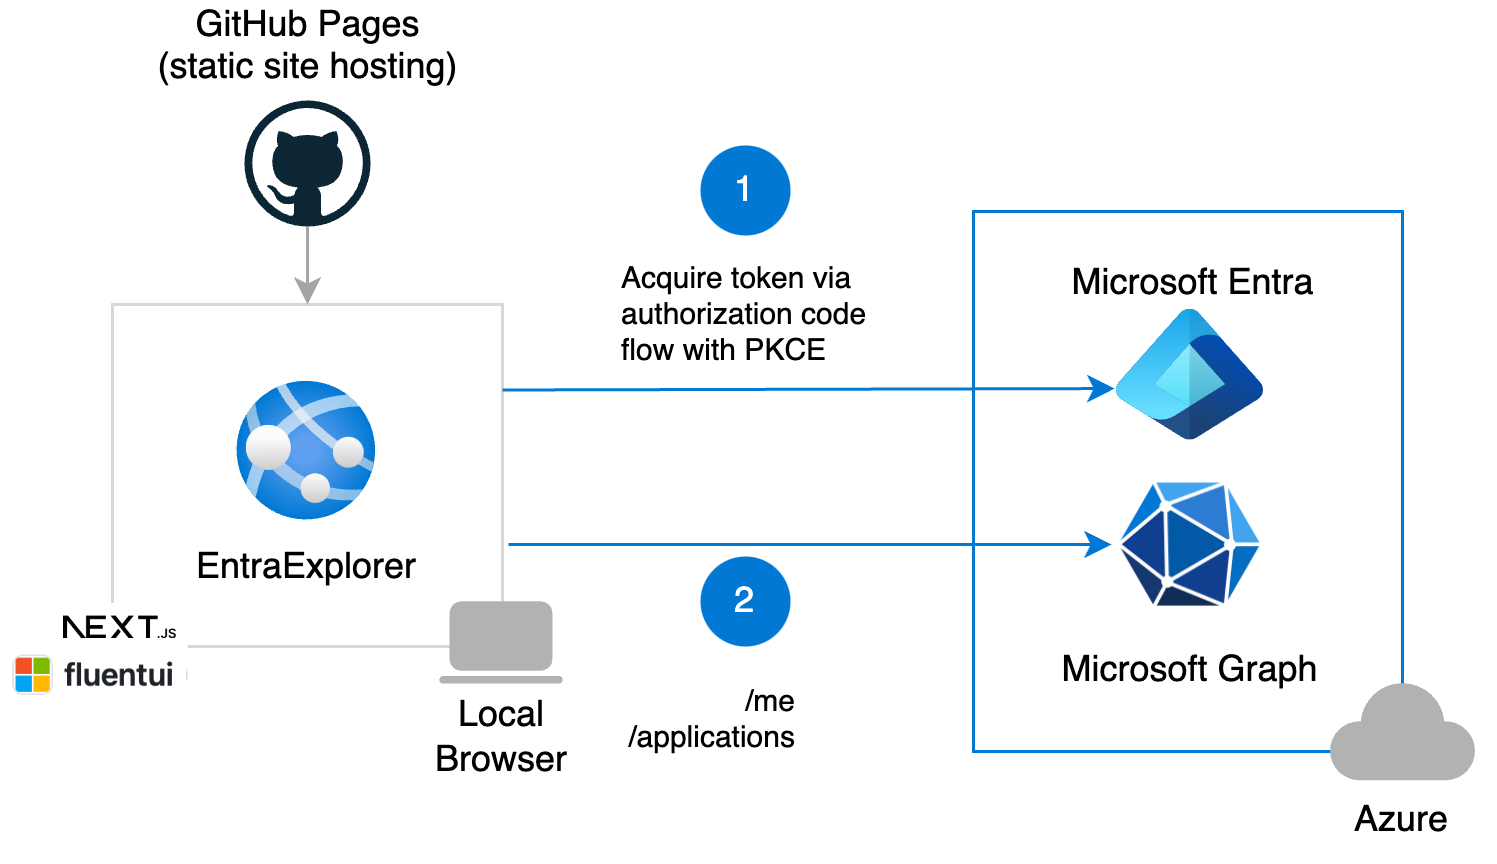 GitHub Pages
(static site hosting)
1
Acquire token via
authorization code
flow with PKCE
Microsoft Entra
EntraExplorer
NEXT.JS
fluentui
Local
Browser
2
/me
/applications
Microsoft Graph
Azure